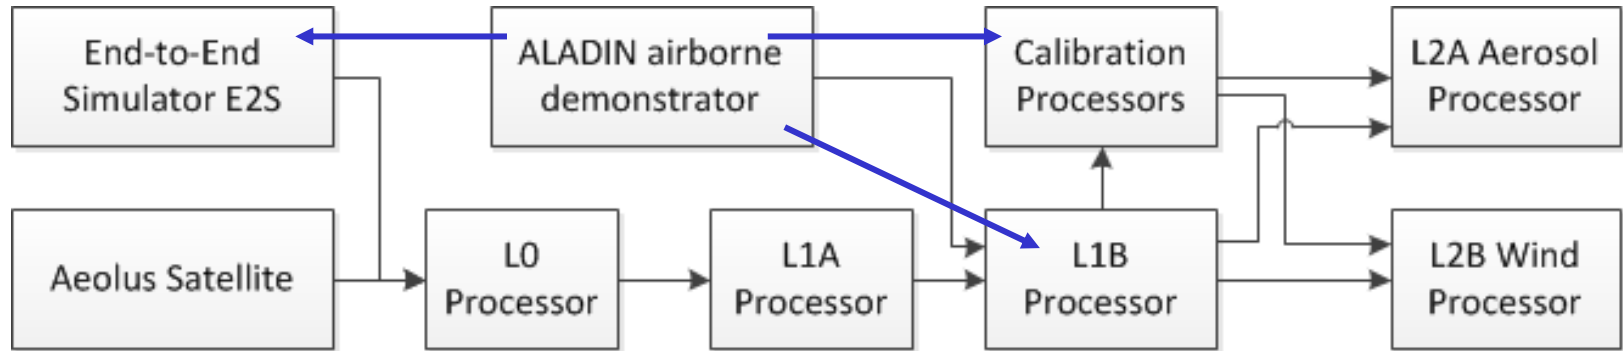 End-to-End
Simulator E2S
ALADIN airborne
demonstrator
Calibration
Processors
L2A Aerosol
Processor
Aeolus Satellite
L0
Processor
L1A
Processor
L1B
Processor
L2B Wind
Processor